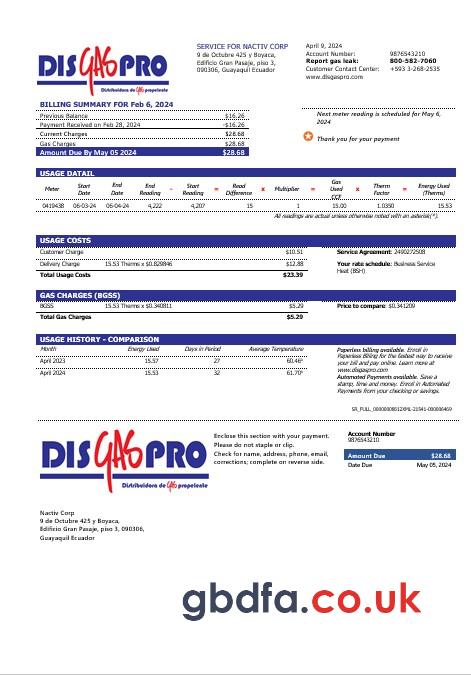 DISGASPRO
Distribuidora de Gas propelente
SERVICE FOR NACTIV CORP
9 de Octubre 425 y Boyaca,
Edificio Gran Pasaje, piso 3,
090306, Guayaquil Ecuador
April 9, 2024
Account Number: 9876543210
Report gas leak: 800-582-7060
Customer Contact Center: +593 3-268-2535
www.disgaspro.com
BILLING SUMMARY FOR Feb 6, 2024
Previous Balance $16.26
Payment Received on Feb 28, 2024 -$16.26
Current Charges $28.68
Gas Charges $28.68
Amount Due By May 05 2024 $28.68
Next meter reading is scheduled for May 6,
2024
Thank you for your payment
USAGE DATAIL
Meter Start Date End Date End Reading - Start Reading = Read Difference x Multiplier = Gas Used CCF x Therm Factor = Energy Used (Therms)
0419438 06-03-24 06-04-24 4,222 4,207 15 1 15.00 1.0350 15.53
All readings are actual unless otherwise noted with an asterisk(*).
USAGE COSTS
Customer Charge $10.51
Delivery Charge 15.53 Therms x $0.829846 $12.88
Total Usage Costs $23.39
Service Agreement: 2490272508
Your rate schedule: Business Service
Heat (BSH)
GAS CHARGES (BGSS)
BGSS 15.53 Therms x $0.340811 $5.29
Total Gas Charges $5.29
Price to compare: $0.341209
USAGE HISTORY - COMPARISON
Month Energy Used Days in Period Average Temperature
April 2023 15.57 27 60.46°
April 2024 15.53 32 61.70°
Paperless billing available. Enroll in
Paperless Billing for the fastest way to receive
your bill and pay online. Learn more at
www.disgaspro.com
Automated Payments available. Save a
stamp, time and money. Enroll in Automated
Payments from your checking or savings.
DISGASPRO
Distribuidora de Gas propelente
Enclose this section with your payment.
Please do not staple or clip.
Check for name, address, phone, email,
corrections; complete on reverse side.
Account Number
9876543210
Amount Due $28.68
Date Due May 05, 2024
Nactiv Corp
9 de Octubre 425 y Boyaca,
Edificio Gran Pasaje, piso 3, 090306,
Guayaquil Ecuador
gbdfa.co.uk